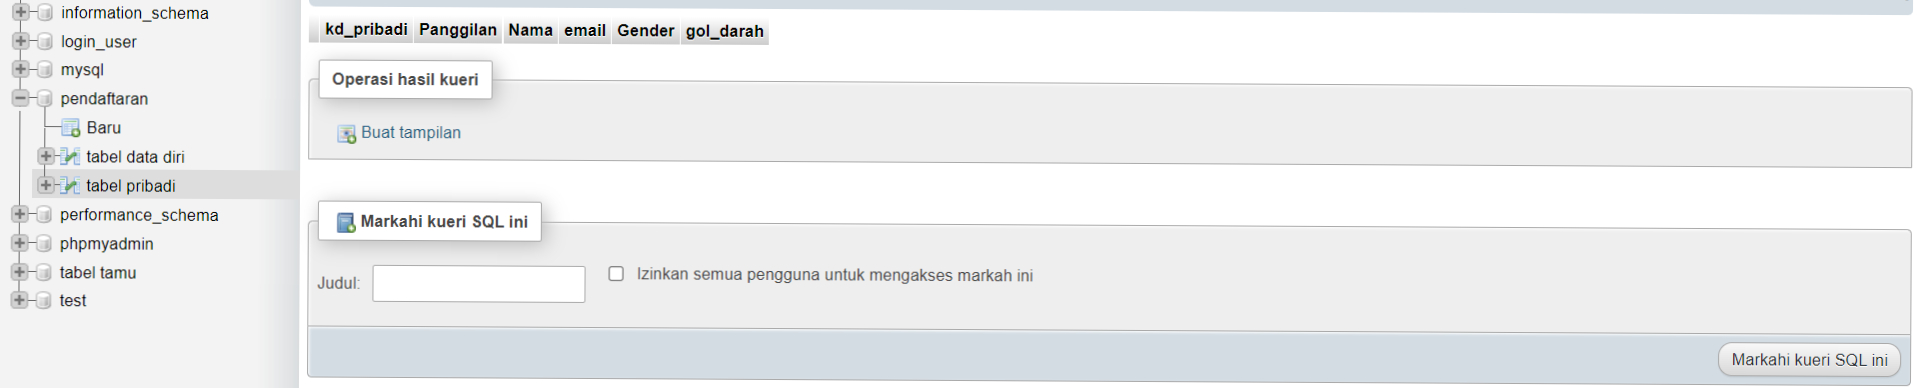 information_schema
login_user
mysql
pendaftaran
Baru
tabel data diri
tabel pribadi
performance_schema
phpmyadmin
tabel tamu
test
kd_pribadi Panggilan Nama email Gender gol_darah
Operasi hasil kueri
Buat tampilan
Markahi kueri SQL ini
Judul: Izinkan semua pengguna untuk mengakses markah ini
Markahi kueri SQL ini